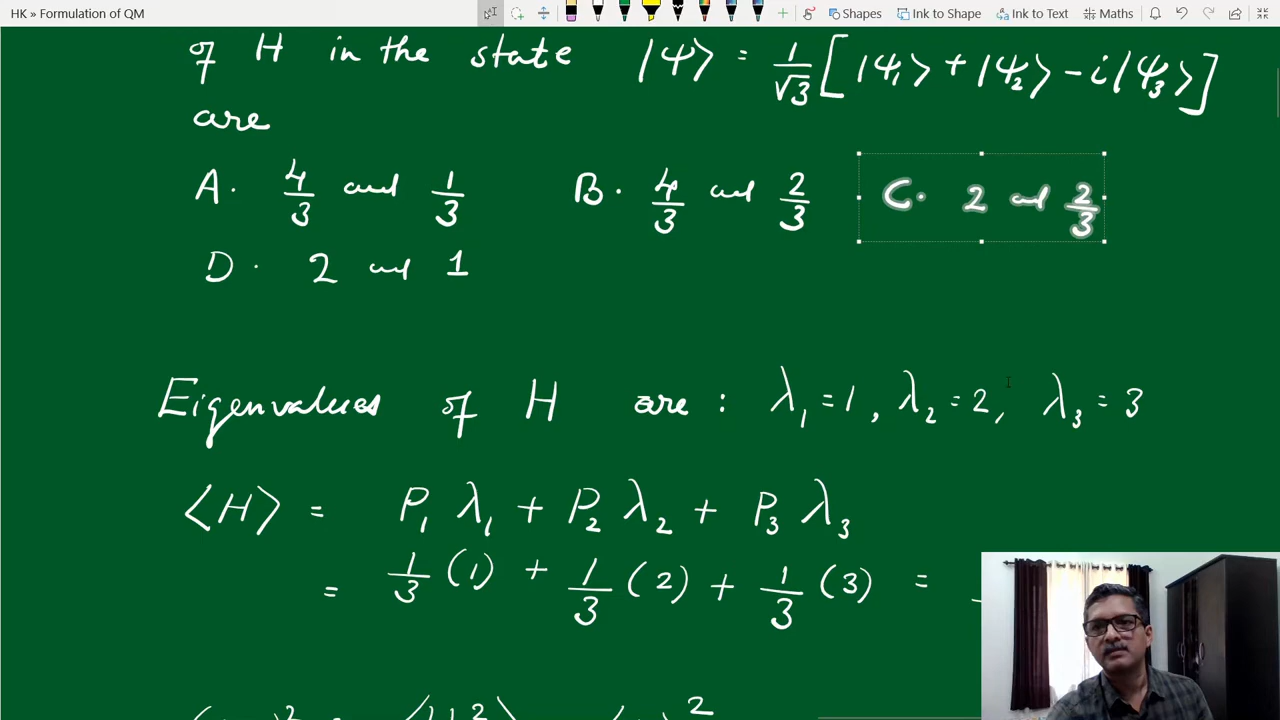 HK » Formulation of QM
Shapes Ink to Shape Ink to Text Maths
of H in the state |Ψ> = 1/√3 [ |ψ₁> + |ψ₂> - i|ψ₃> ]
are
A. 4/3 and 1/3 B. 4/3 and 2/3 C. 2 and 2/3
D. 2 and 1
Eigenvalues of H are : λ₁ = 1, λ₂ = 2, λ₃ = 3
<H> = P₁ λ₁ + P₂ λ₂ + P₃ λ₃
= 1/3 (1) + 1/3 (2) + 1/3 (3) =